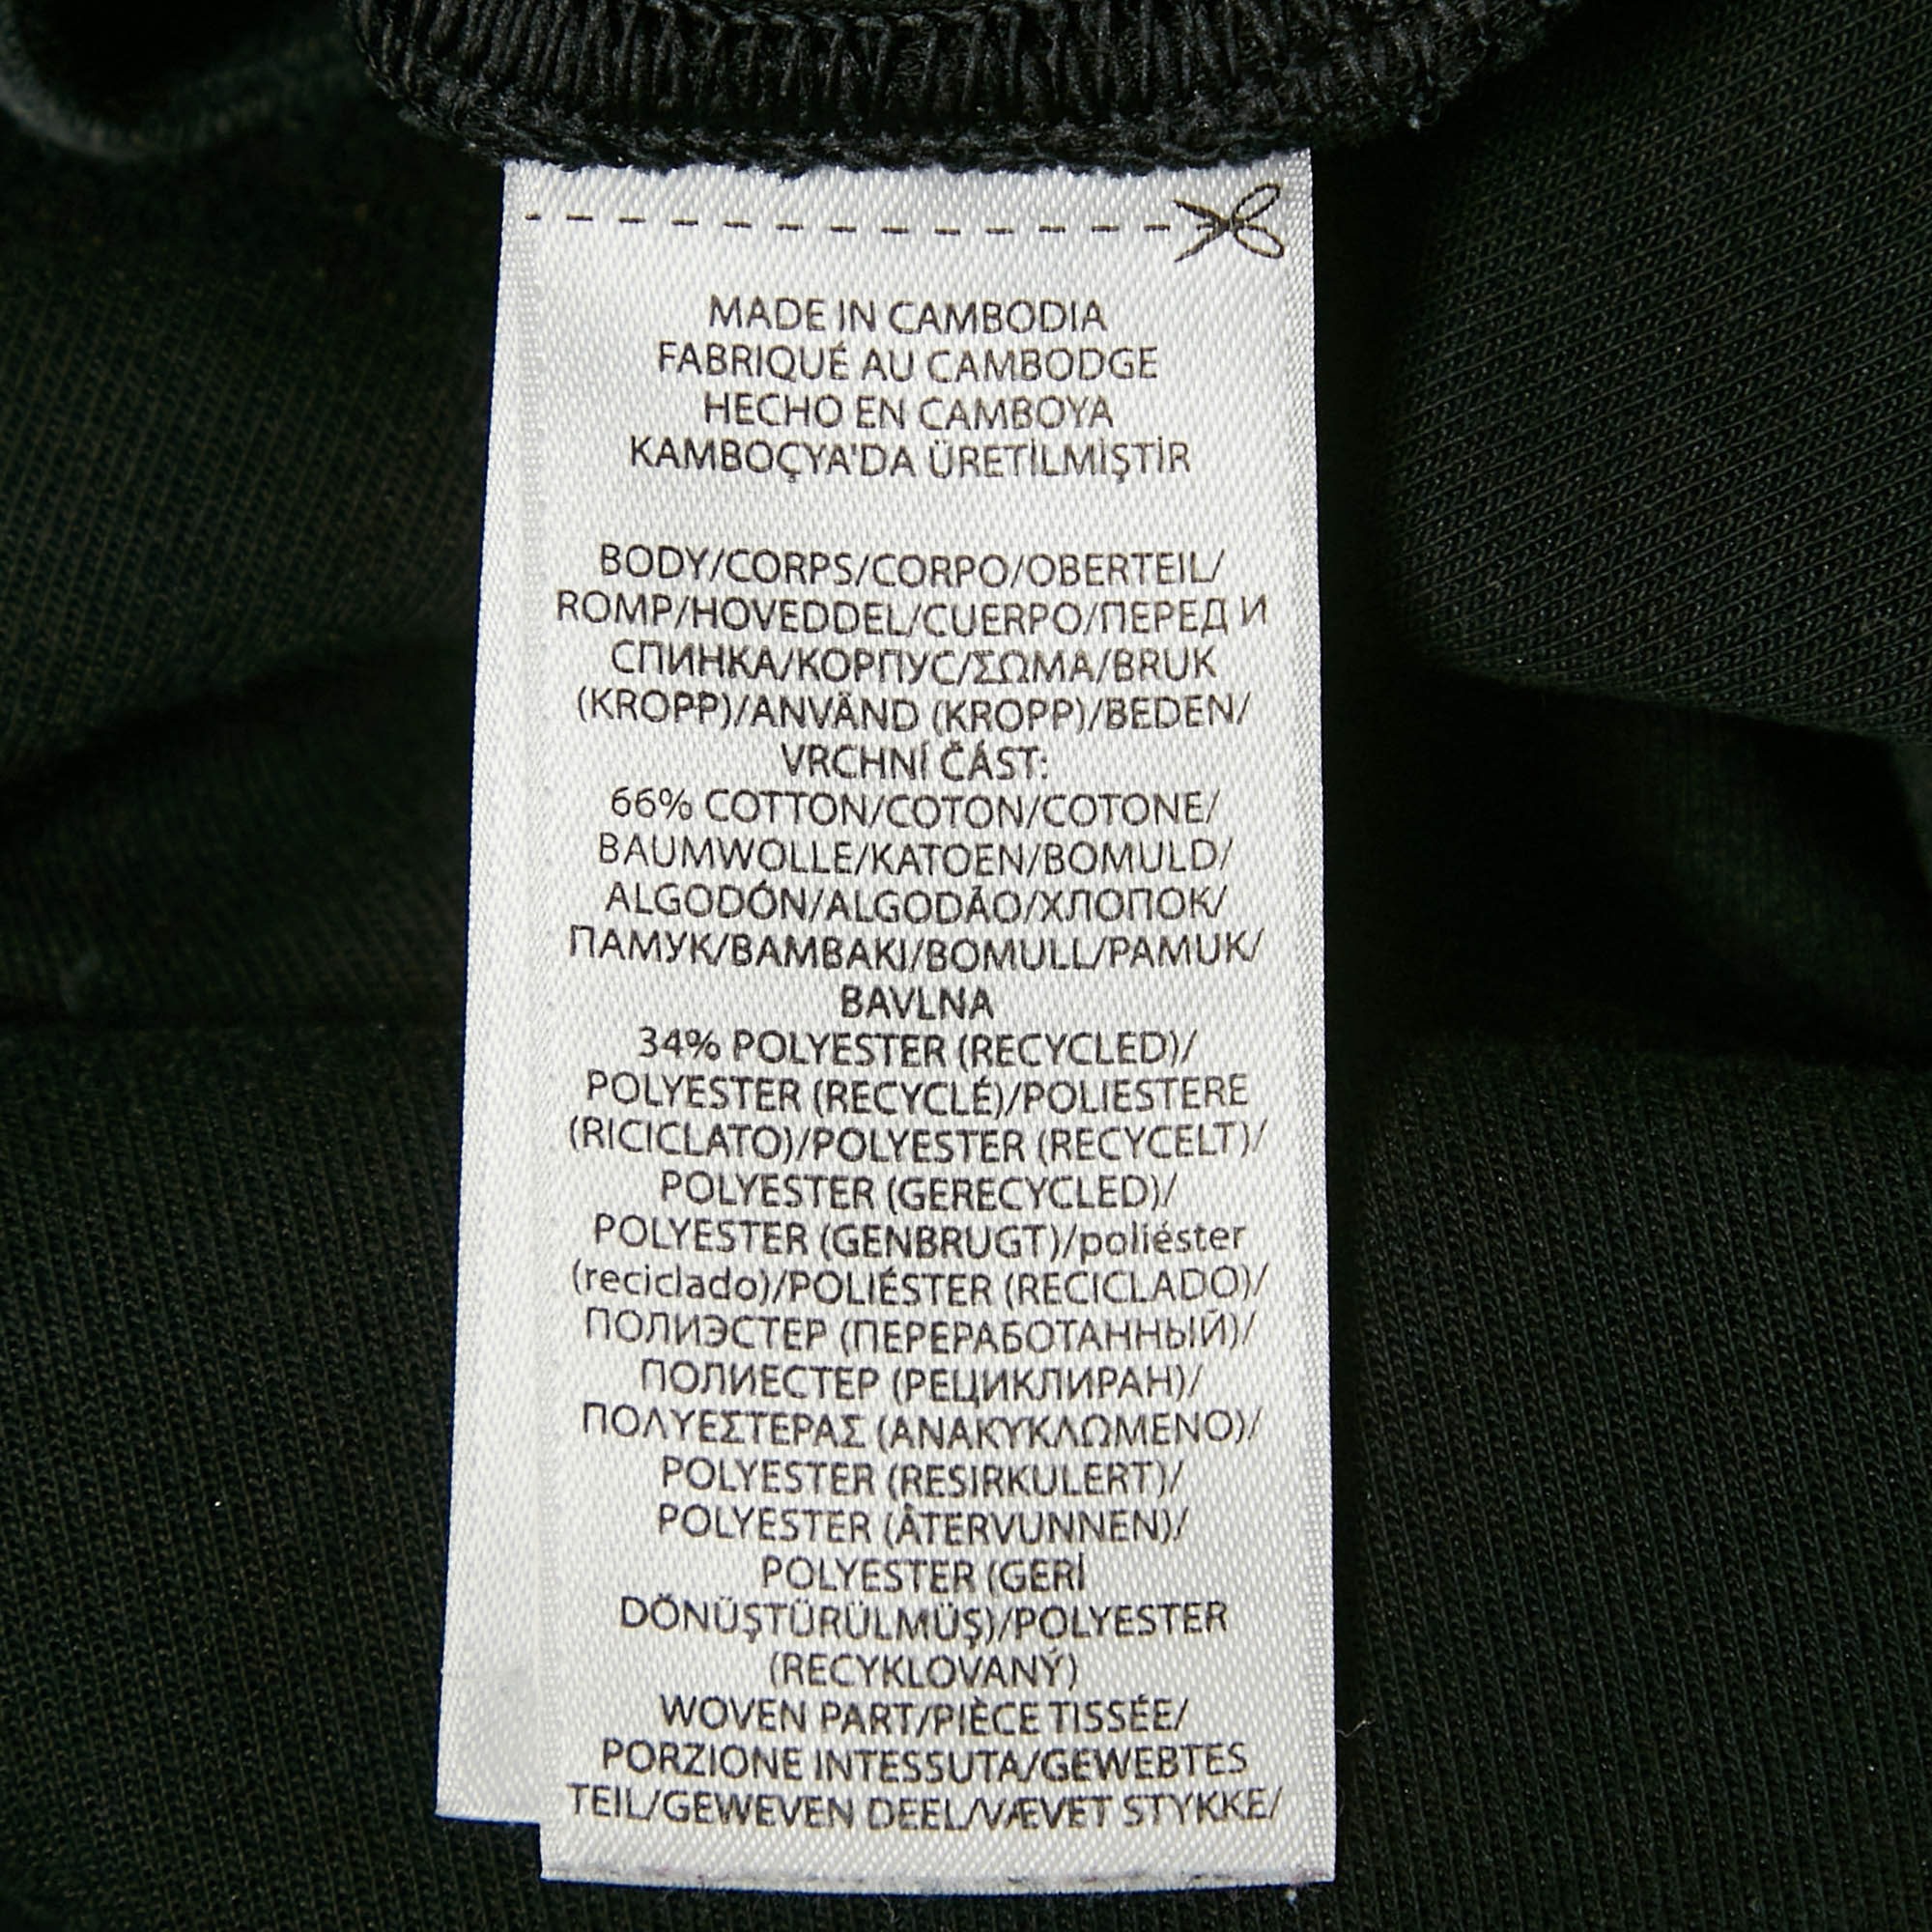 MADE IN CAMBODIA
FABRIQUÉ AU CAMBODGE
HECHO EN CAMBOYA
KAMBOÇYA'DA ÜRETİLMİŞTİR
BODY/CORPS/CORPO/OBERTEIL/
ROMP/HOVEDDEL/CUERPO/ПЕРЕД И
СПИНКА/КОРПУС/ΣΩΜΑ/BRUK
(KROPP)/ANVÄND (KROPP)/BEDEN/
VRCHNÍ ČÁST:
66% COTTON/COTON/COTONE/
BAUMWOLLE/KATOEN/BOMULD/
ALGODÓN/ALGODÃO/ХЛОПОК/
ПАМУК/ΒΑΜΒΑΚΙ/BOMULL/PAMUK/
BAVLNA
34% POLYESTER (RECYCLED)/
POLYESTER (RECYCLÉ)/POLIESTERE
(RICICLATO)/POLYESTER (RECYCELT)/
POLYESTER (GERECYCLED)/
POLYESTER (GENBRUGT)/poliéster
(reciclado)/POLIÉSTER (RECICLADO)/
ПОЛИЭСТЕР (ПЕРЕРАБОТАННЫЙ)/
ПОЛИЕСТЕР (РЕЦИКЛИРАН)/
ΠΟΛΥΕΣΤΕΡΑΣ (ΑΝΑΚΥΚΛΩΜΕΝΟ)/
POLYESTER (RESIRKULERT)/
POLYESTER (ÅTERVUNNEN)/
POLYESTER (GERİ
DÖNÜŞTÜRÜLMÜŞ)/POLYESTER
(RECYKLOVANÝ)
WOVEN PART/PIÈCE TISSÉE/
PORZIONE INTESSUTA/GEWEBTES
TEIL/GEWEVEN DEEL/VÆVET STYKKE/